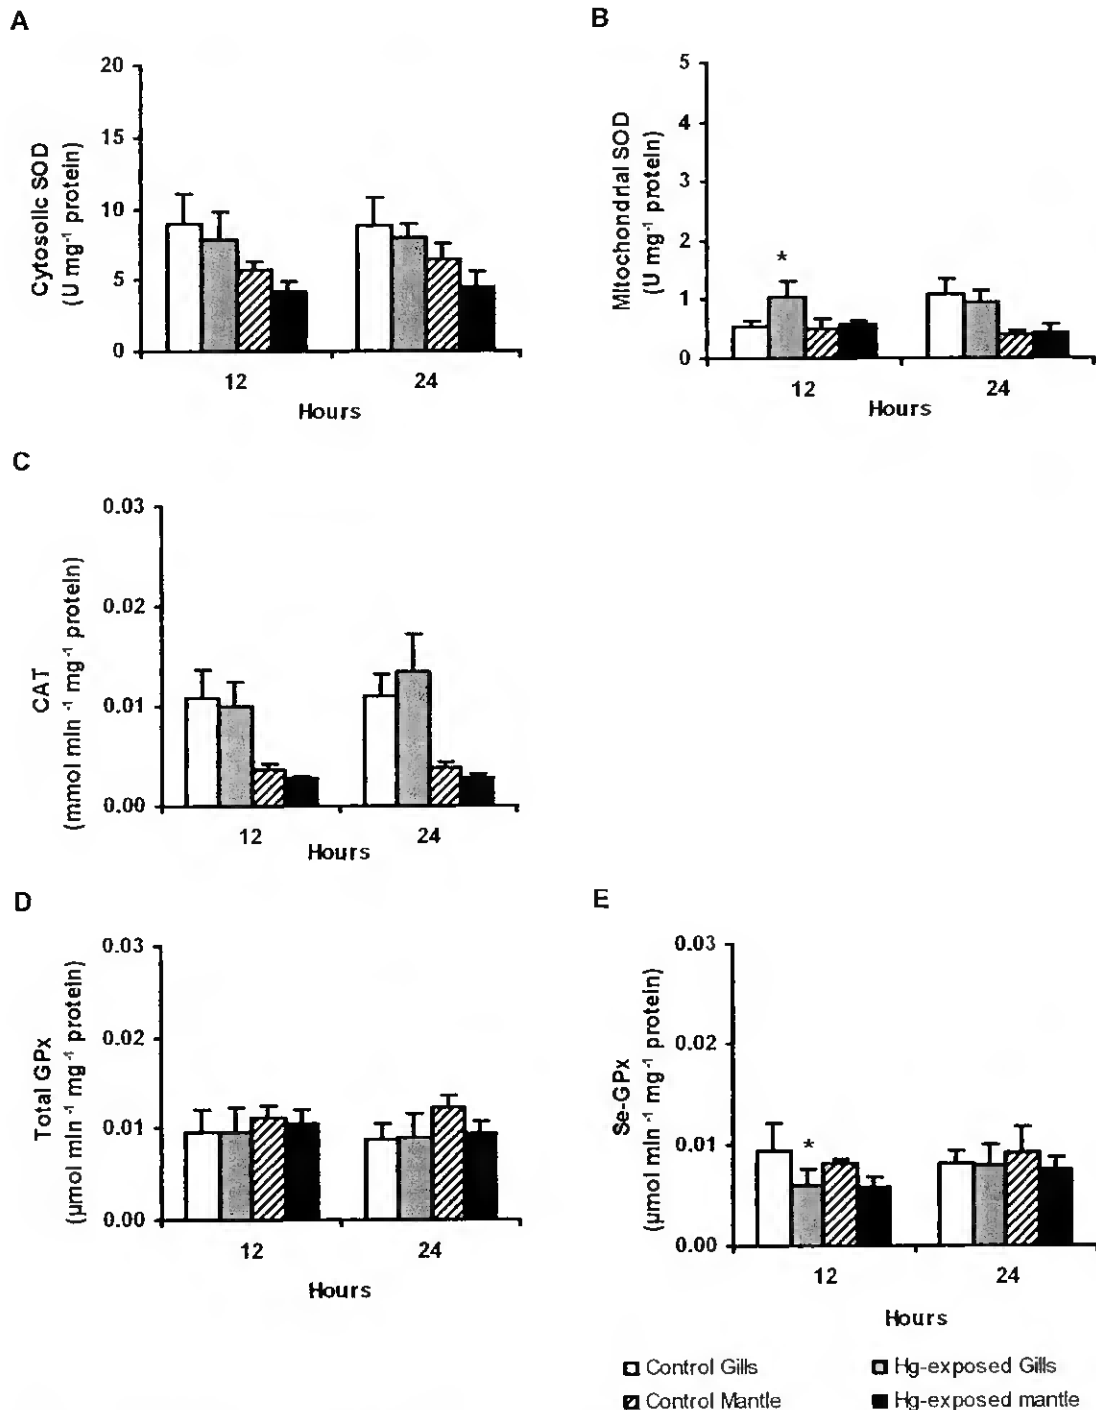 A
20
15
10
5
0
Cytosolic SOD
(U mg⁻¹ protein)
12 24
Hours
B
5
4
3
2
1
0
Mitochondrial SOD
(U mg⁻¹ protein)
*
12 24
Hours
C
0.03
0.02
0.01
0.00
CAT
(mmol min⁻¹ mg⁻¹ protein)
12 24
Hours
D
0.03
0.02
0.01
0.00
Total GPx
(µmol min⁻¹ mg⁻¹ protein)
12 24
Hours
E
0.03
0.02
0.01
0.00
Se-GPx
(µmol min⁻¹ mg⁻¹ protein)
*
12 24
Hours
Control Gills Hg-exposed Gills
Control Mantle Hg-exposed mantle